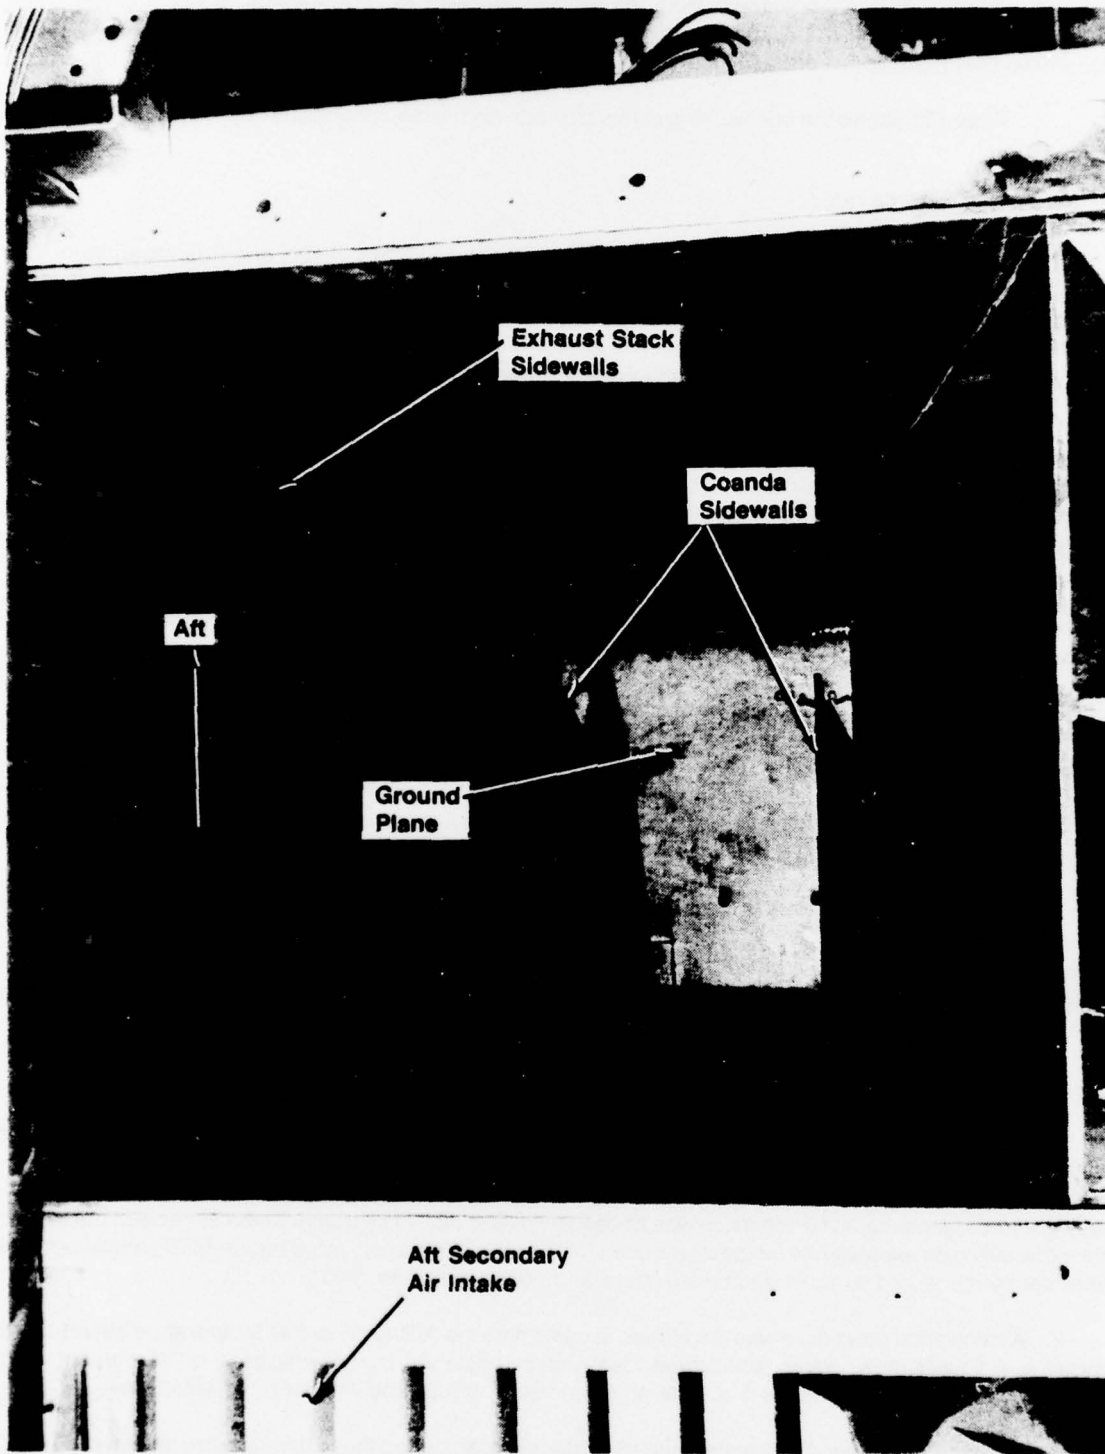 Exhaust Stack
Sidewalls
Coanda
Sidewalls
Aft
Ground
Plane
Aft Secondary
Air Intake